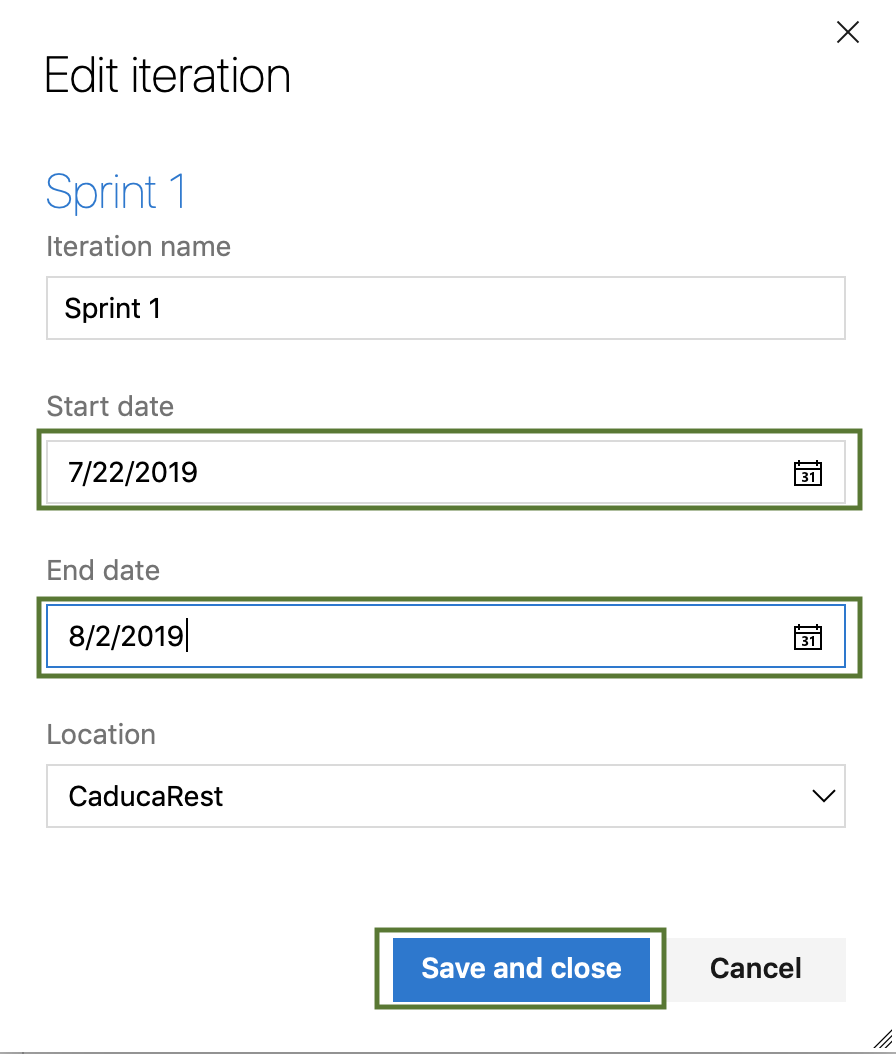 Edit iteration
Sprint 1
Iteration name
Sprint 1
Start date
7/22/2019
31
End date
8/2/2019
31
Location
CaducaRest
Save and close
Cancel